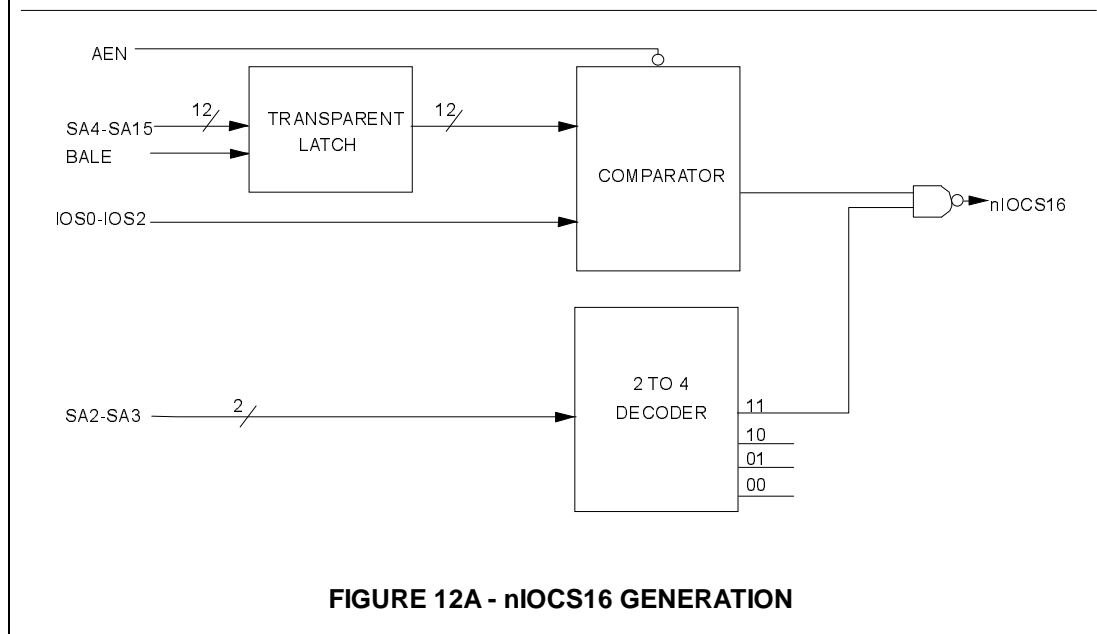 AEN
12
SA4-SA15
BALE
TRANSPARENT
LATCH
12
COMPARATOR
IOS0-IOS2
nIOCS16
SA2-SA3
2
2 TO 4
DECODER
11
10
01
00
FIGURE 12A - nIOCS16 GENERATION